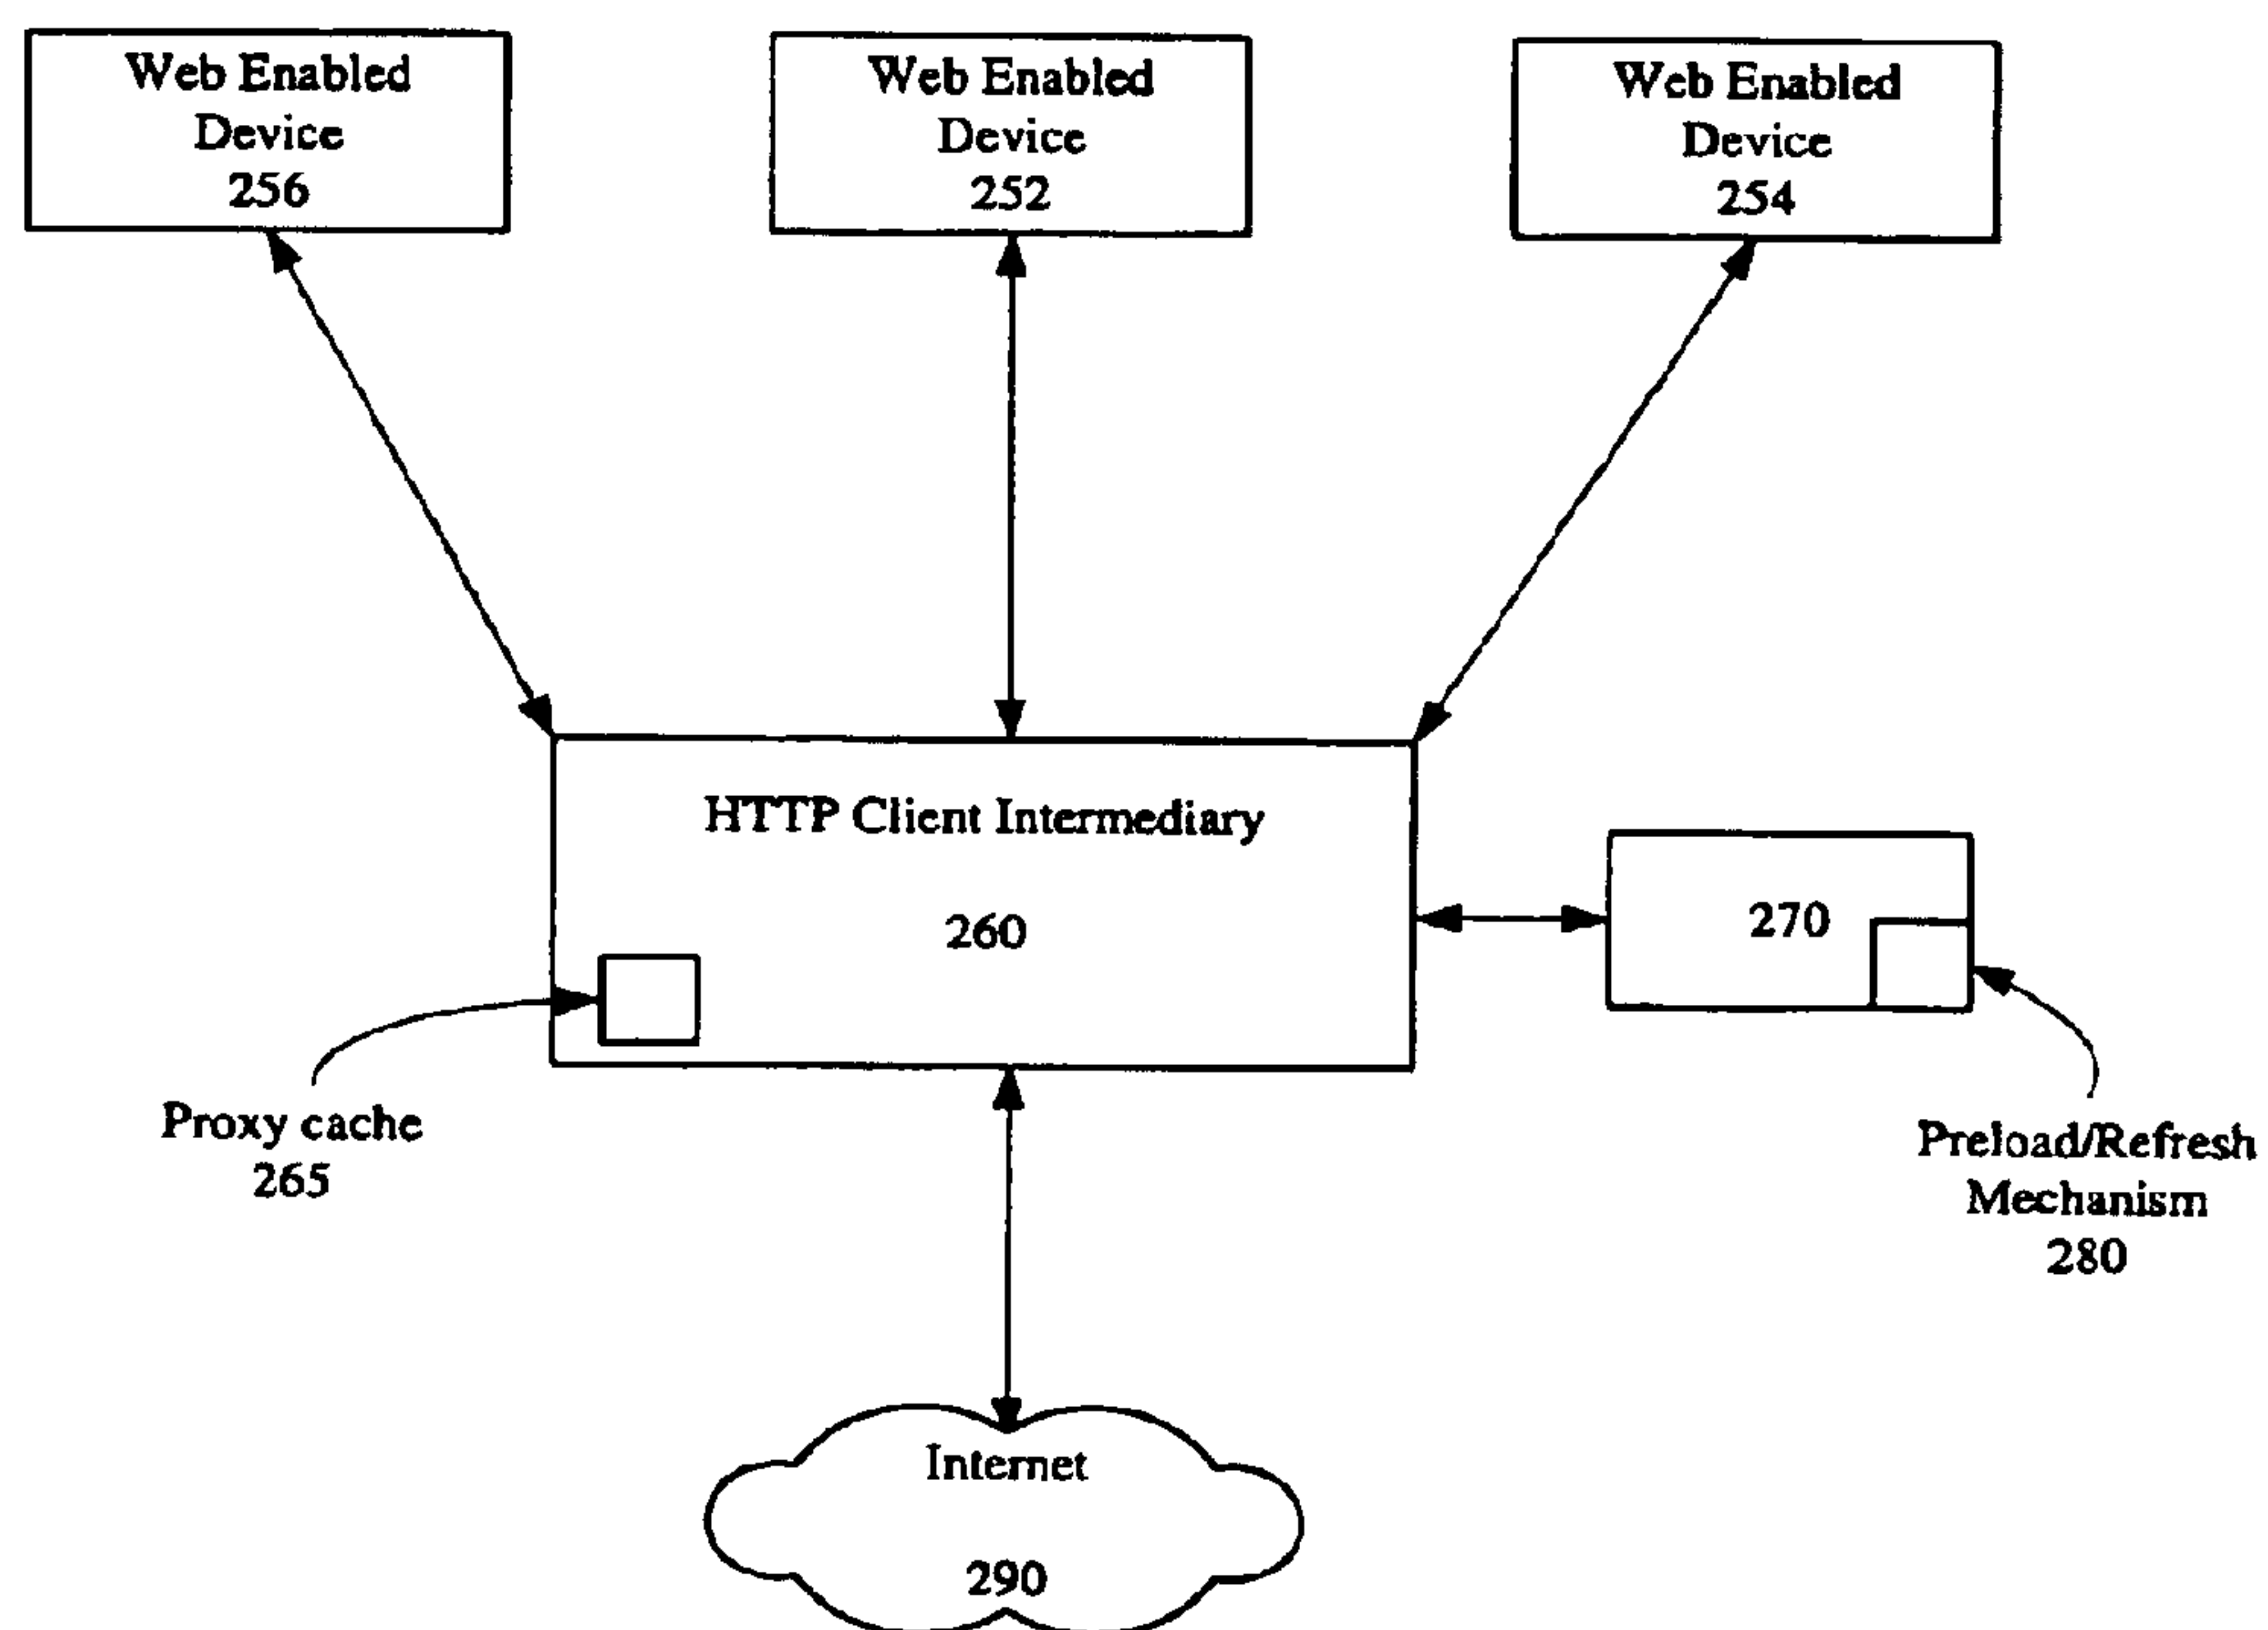 Web Enabled
Device
256
Web Enabled
Device
252
Web Enabled
Device
254
HTTP Client Intermediary
260
270
Proxy cache
265
Preload/Refresh
Mechanism
280
Internet
290